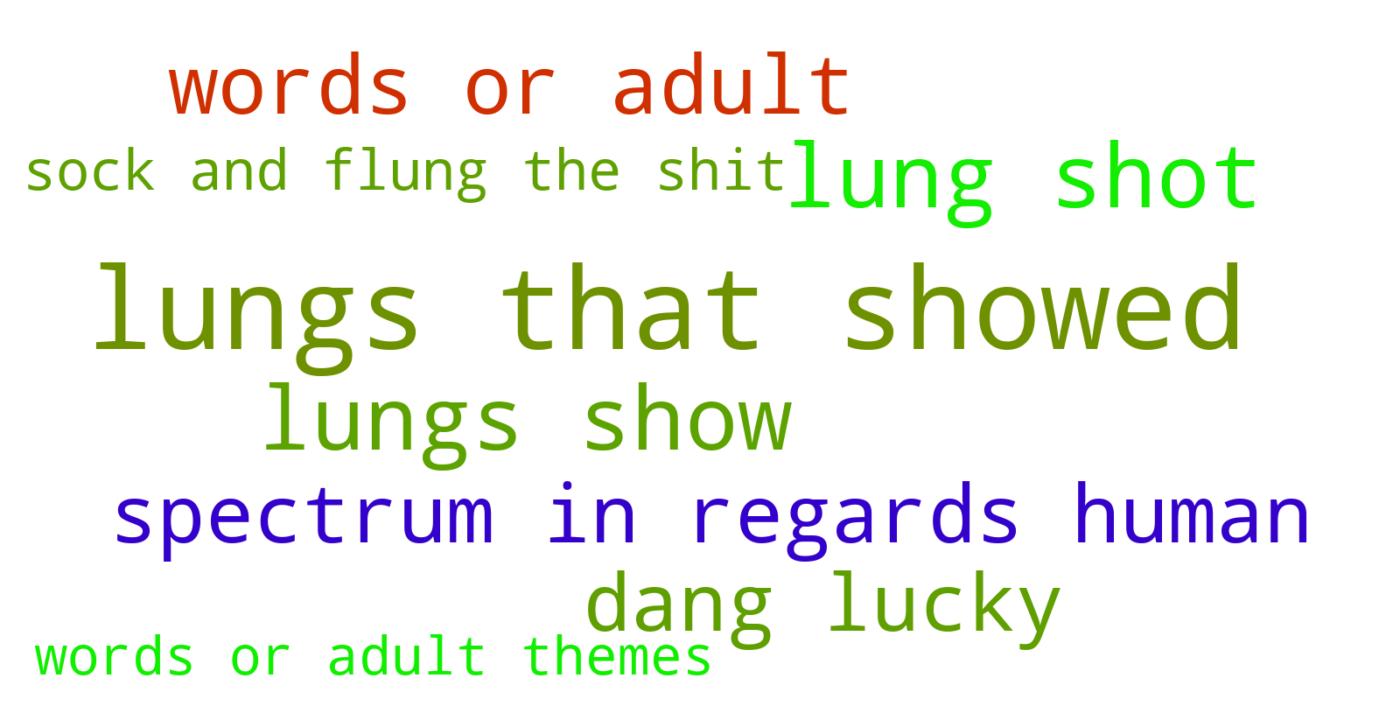 words or adult
sock and flung the shit
lung shot
lungs that showed
lungs show
spectrum in regards human
dang lucky
words or adult themes